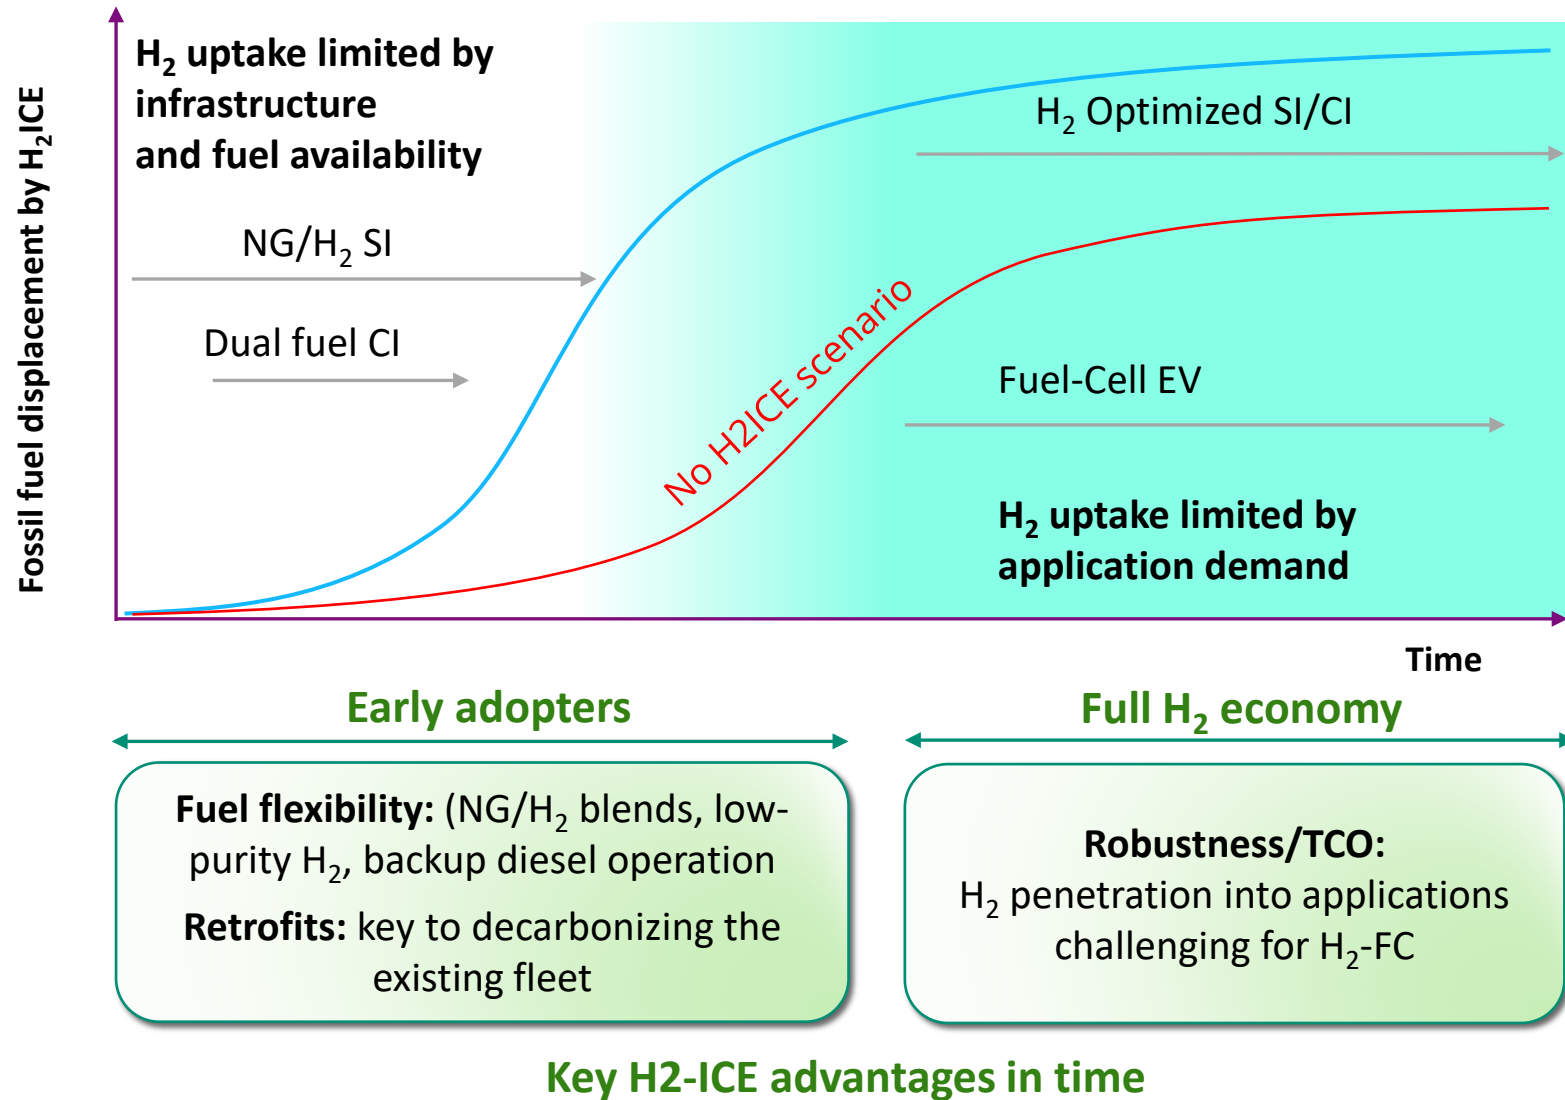 Fossil fuel displacement by H₂ICE
H₂ uptake limited by
infrastructure
and fuel availability
H₂ Optimized SI/CI
NG/H₂ SI
Dual fuel CI
No H2ICE scenario
Fuel-Cell EV
H₂ uptake limited by
application demand
Time
Early adopters
Full H₂ economy
Fuel flexibility: (NG/H₂ blends, low-
purity H₂, backup diesel operation
Retrofits: key to decarbonizing the
existing fleet
Robustness/TCO:
H₂ penetration into applications
challenging for H₂-FC
Key H2-ICE advantages in time